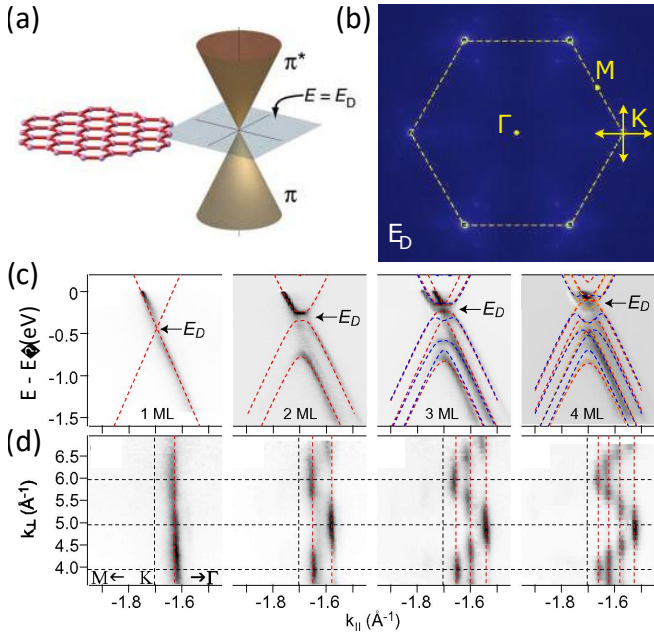 (a)
π*
E = E_D
π
(b)
M
Γ
K
E_D
(c)
E - E�(eV)
0
-0.5
-1.0
-1.5
E_D
1 ML
E_D
2 ML
E_D
3 ML
E_D
4 ML
(d)
k⊥ (Å⁻¹)
6.5
6.0
5.5
5.0
4.5
4.0
M← K →Γ
-1.8 -1.6 -1.8 -1.6 -1.8 -1.6 -1.8 -1.6
k|| (Å⁻¹)